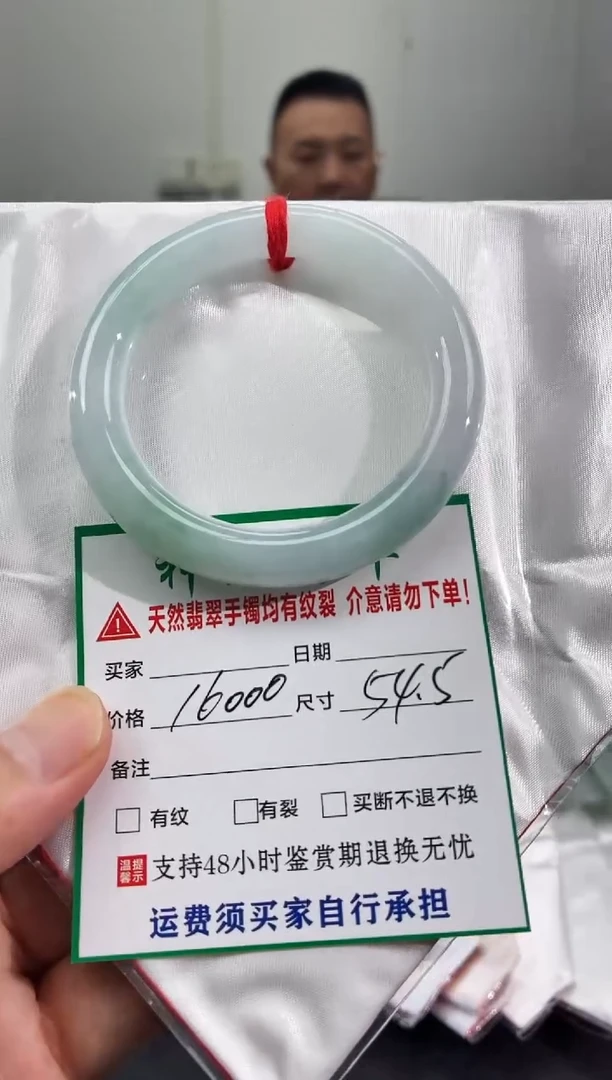 天然翡翠手镯均有纹裂 介意请勿下单!
买家 日期
价格 16000 尺寸 54.5
备注
有纹 有裂 买断不退不换
温馨提示 支持48小时鉴赏期退换无忧
运费须买家自行承担